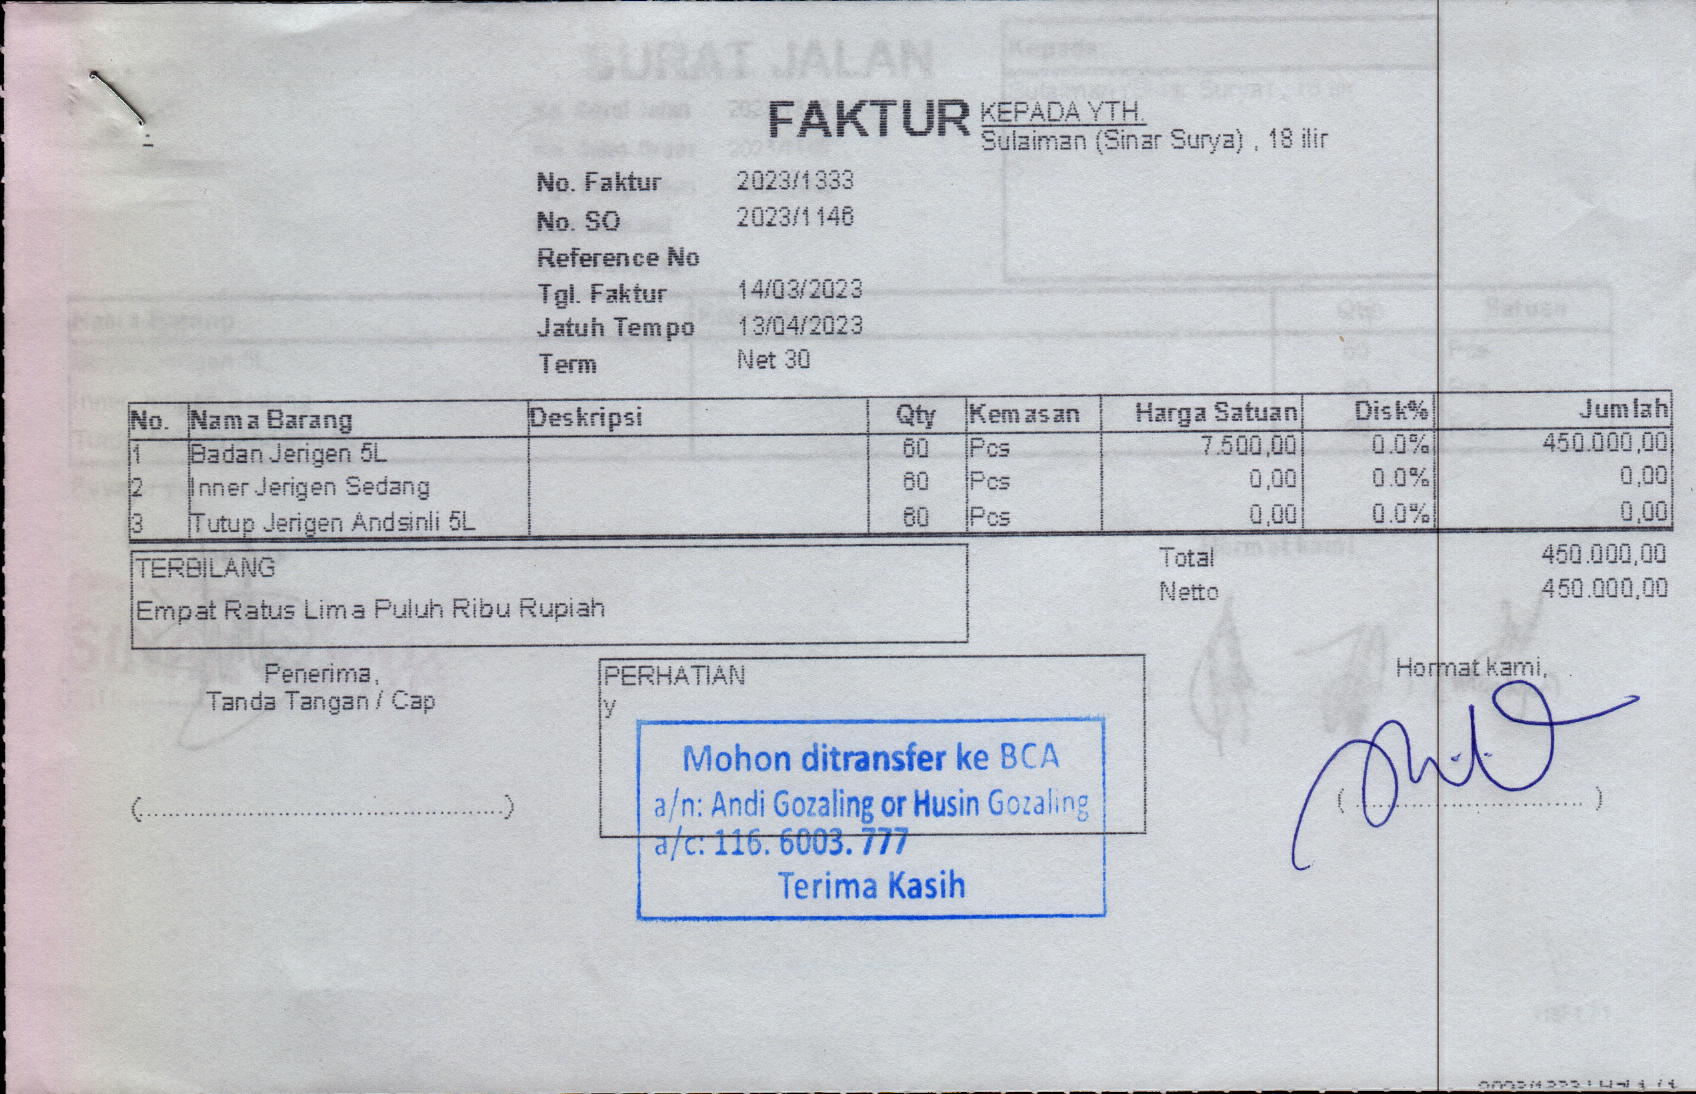 FAKTUR
KEPADA YTH.
Sulaiman (Sinar Surya) , 18 ilir
No. Faktur 2023/1333
No. SO 2023/1146
Reference No
Tgl. Faktur 14/03/2023
Jatuh Tempo 13/04/2023
Term Net 30
No. Nama Barang Deskripsi Qty Kemasan Harga Satuan Disk% Jumlah
1 Badan Jerigen 5L 60 Pcs 7.500,00 0.0% 450.000,00
2 Inner Jerigen Sedang 60 Pcs 0,00 0.0% 0,00
3 Tutup Jerigen Andsinli 5L 60 Pcs 0,00 0.0% 0,00
TERBILANG
Empat Ratus Lima Puluh Ribu Rupiah
Total 450.000,00
Netto 450.000,00
Penerima,
Tanda Tangan / Cap
PERHATIAN
y
Mohon ditransfer ke BCA
a/n: Andi Gozaling or Husin Gozaling
a/c: 116. 6003. 777
Terima Kasih
Hormat kami,
SURAT JALAN
Kepada